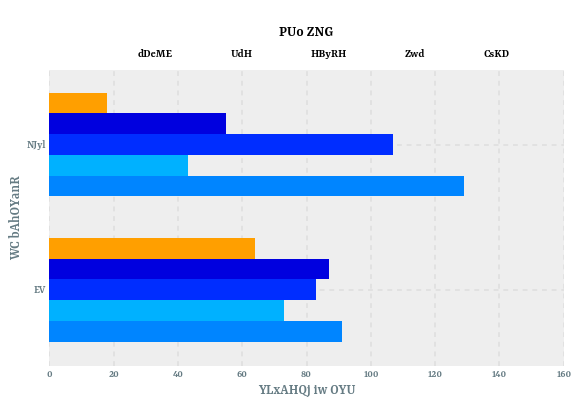 PUo ZNG
dDcME UdH HByRH Zwd CsKD
WC bAhOYanR
NJyl
EV
0 20 40 60 80 100 120 140 160
YLxAHQj iw OYU